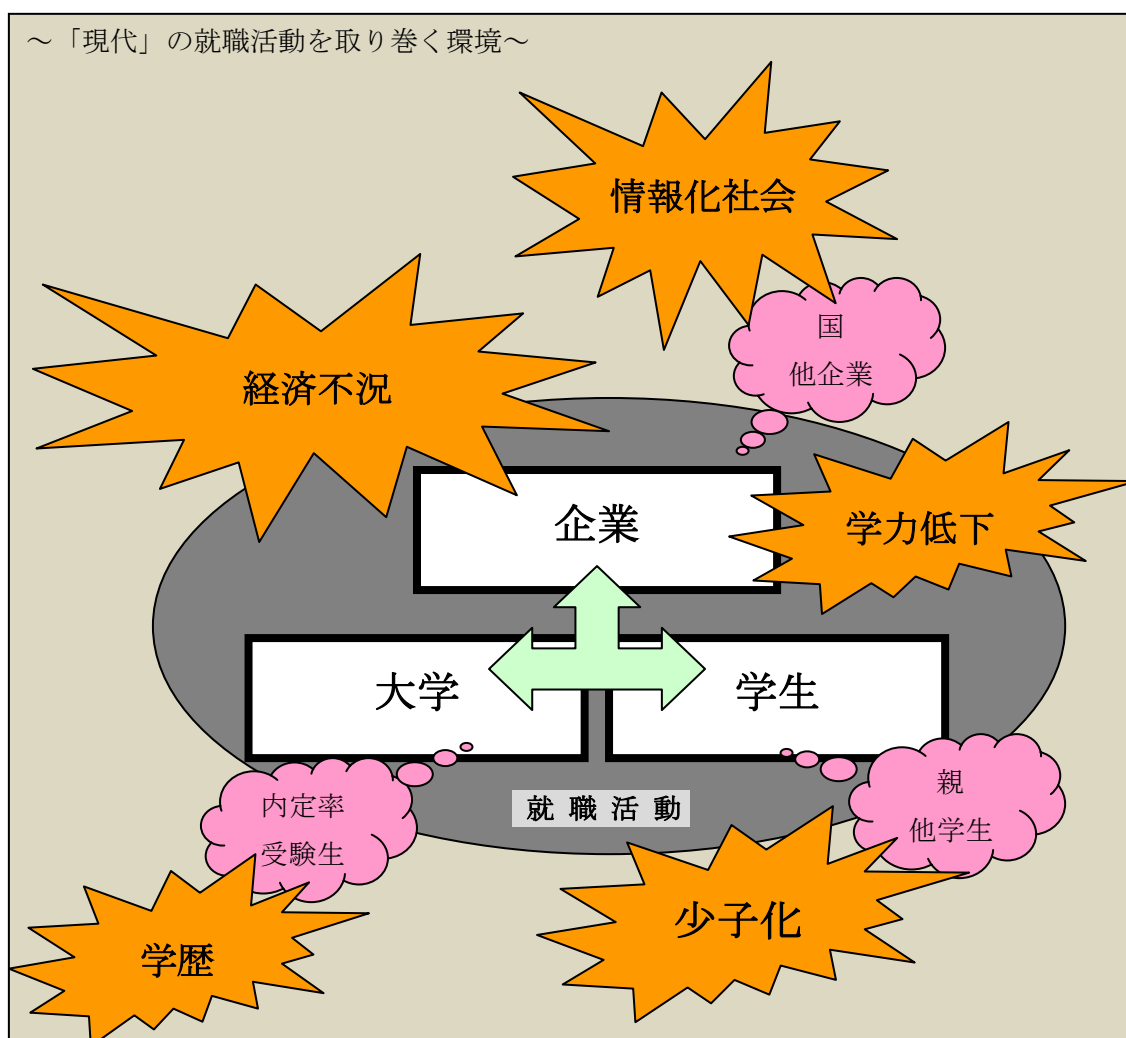 ～「現代」の就職活動を取り巻く環境～
情報化社会
国
他企業
経済不況
企業
学力低下
大学
学生
内定率
受験生
就職活動
親
他学生
少子化
学歴